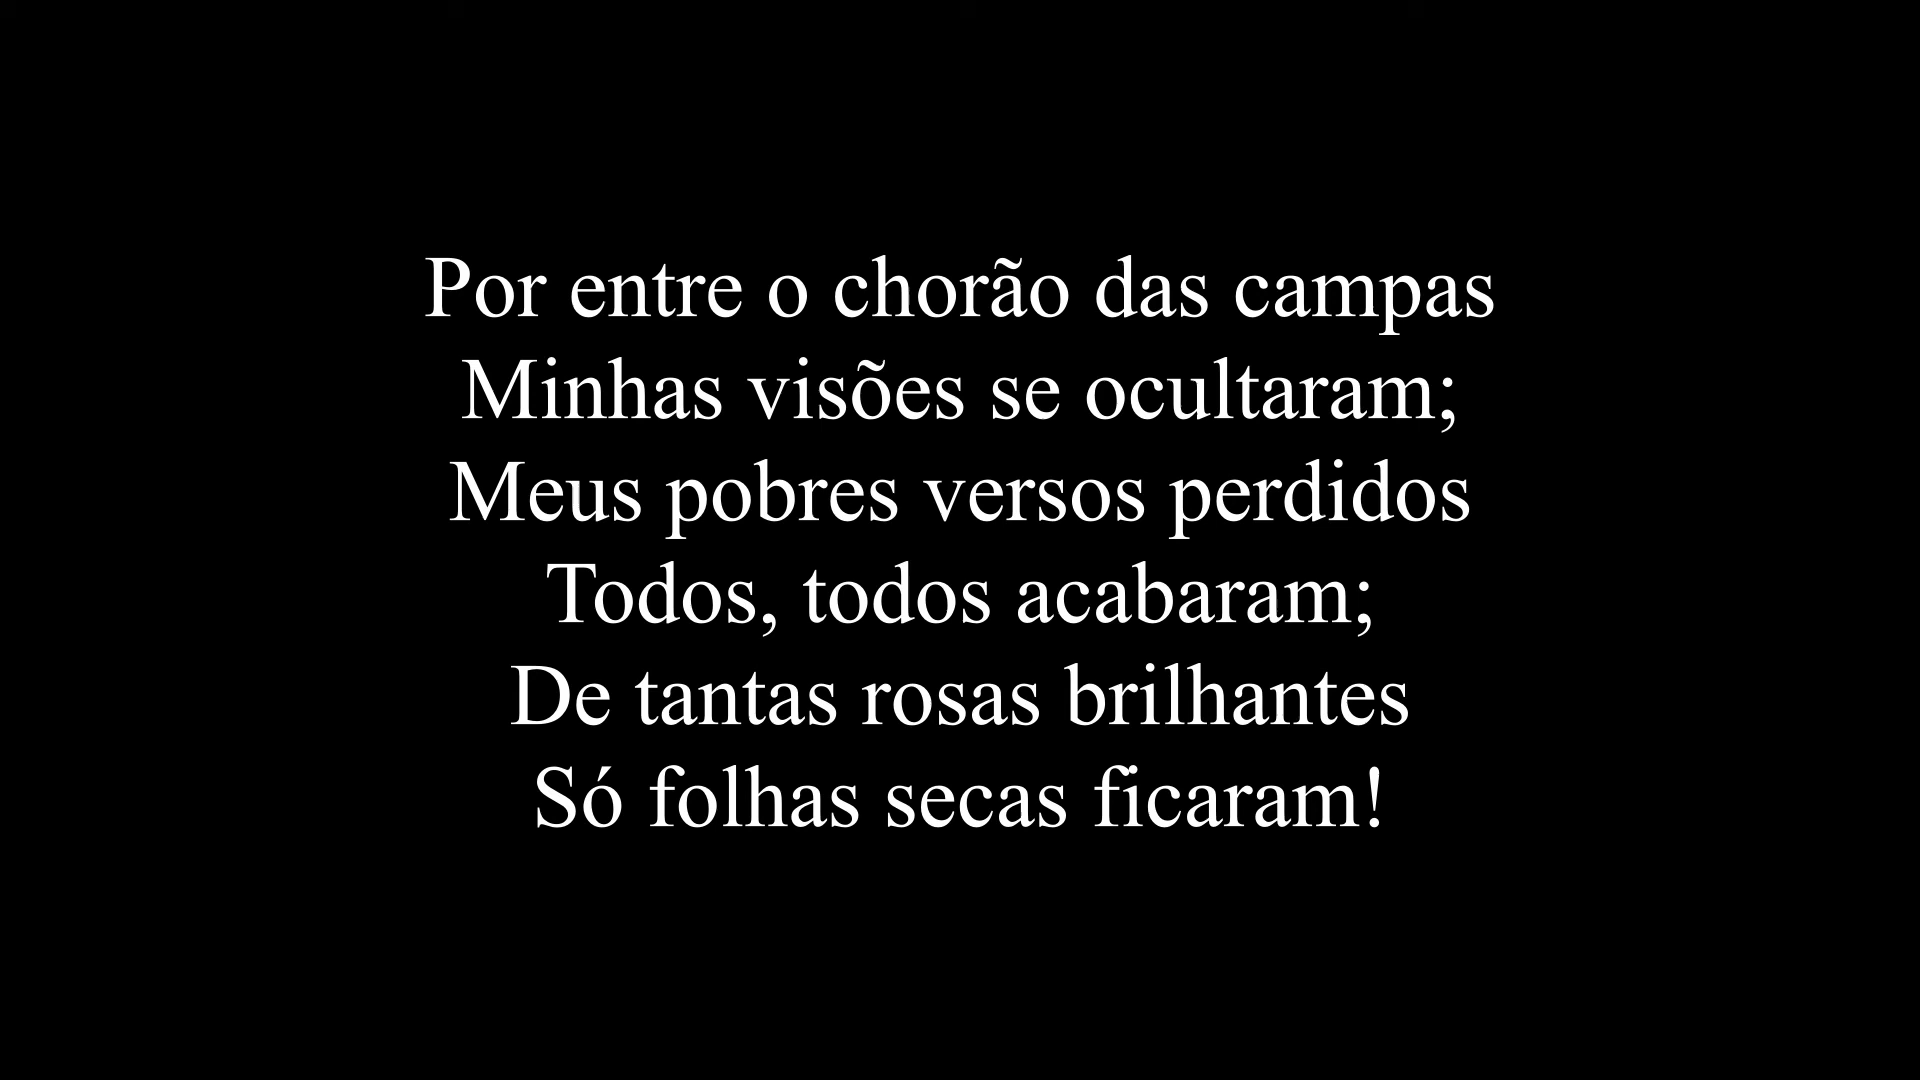 Por entre o chorão das campas
Minhas visões se ocultaram;
Meus pobres versos perdidos
Todos, todos acabaram;
De tantas rosas brilhantes
Só folhas secas ficaram!